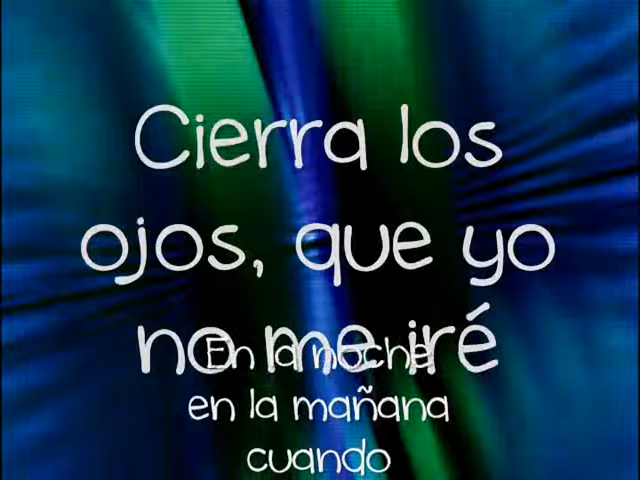 Cierra los
ojos, que yo
no me iré
En la noche
en la mañana
cuando